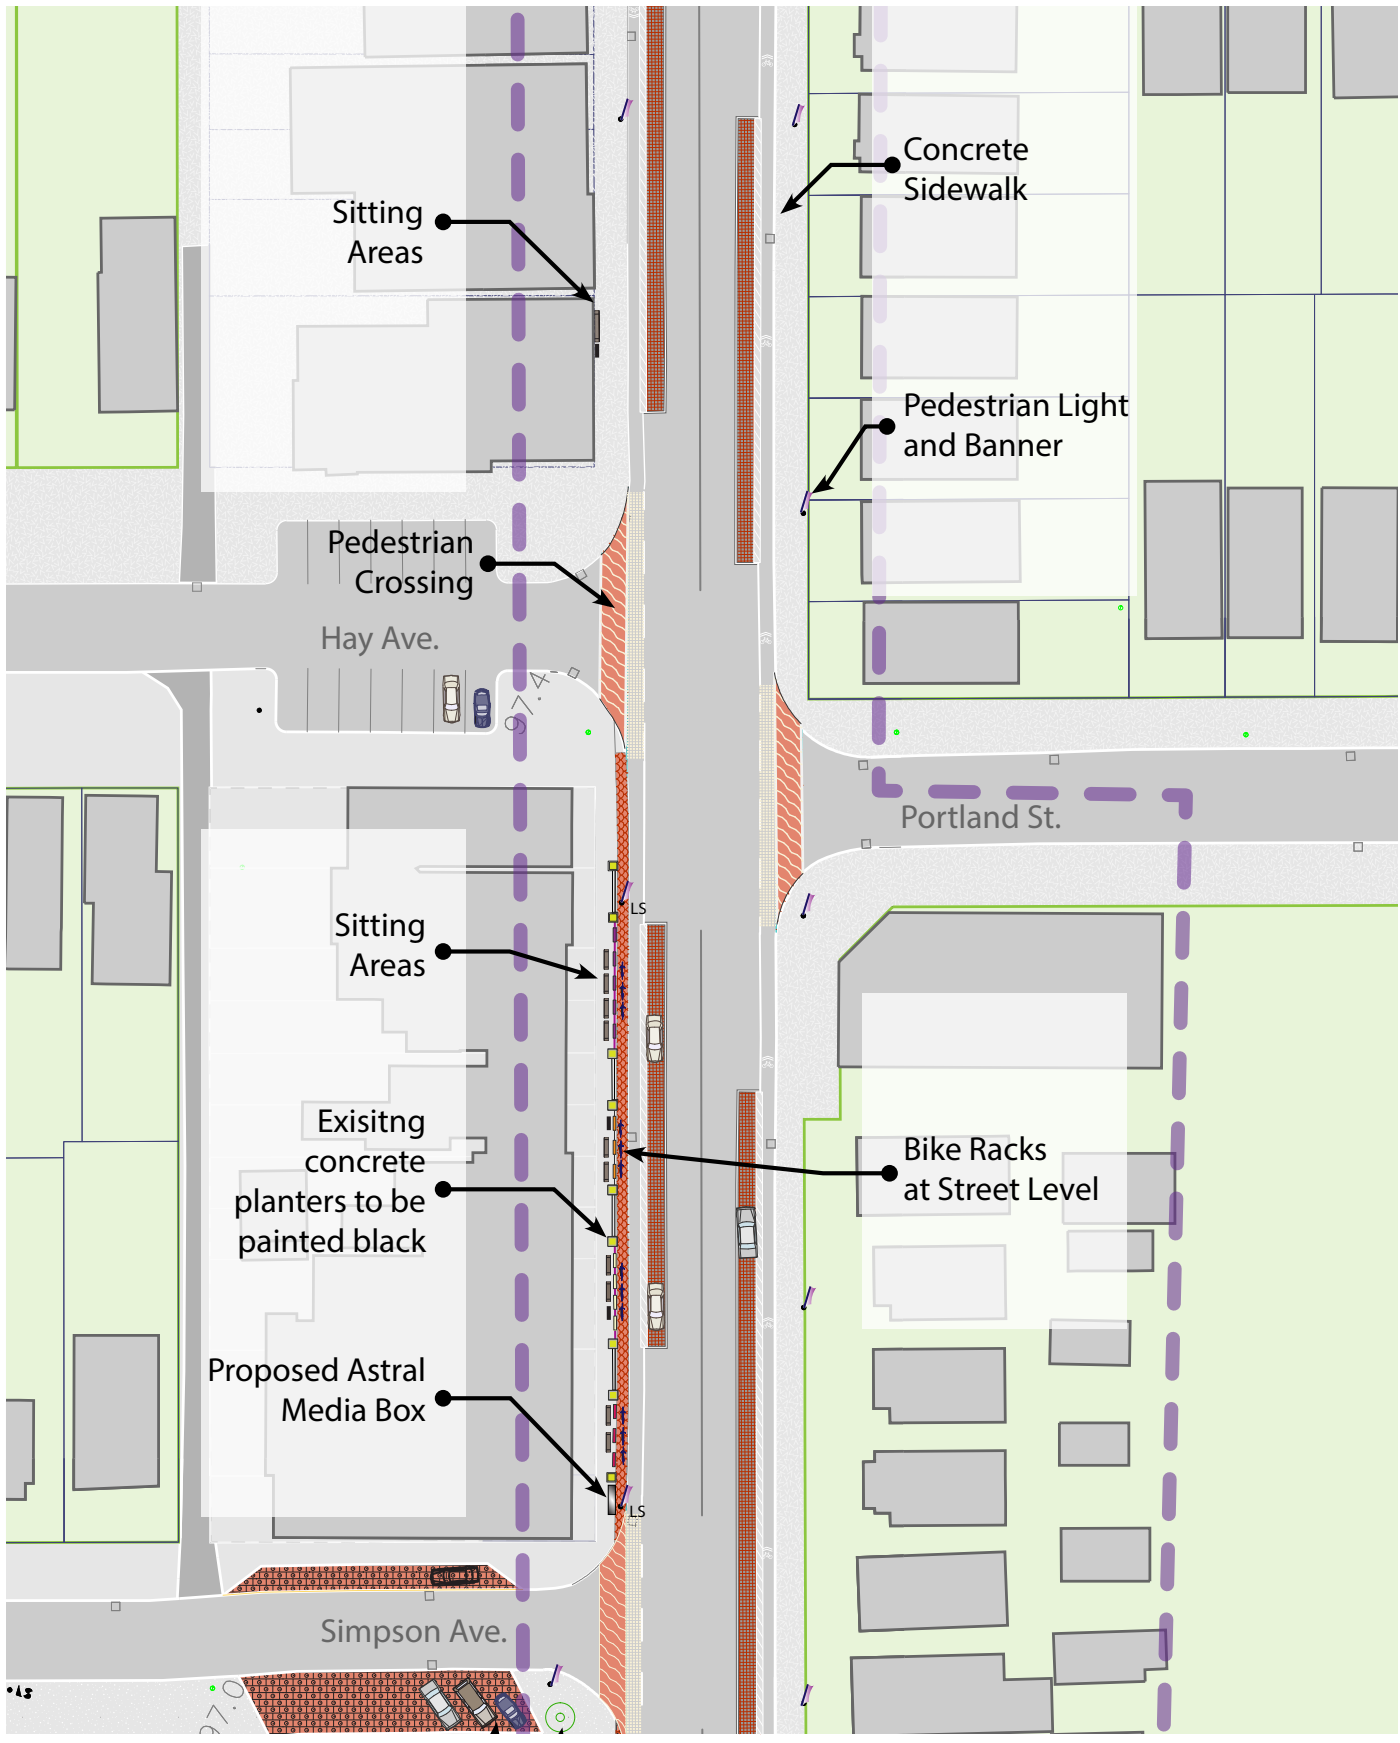 Concrete
Sidewalk
Sitting
Areas
Pedestrian Light
and Banner
Pedestrian
Crossing
Hay Ave.
97.4
Portland St.
LS
Sitting
Areas
Exisitng
concrete
planters to be
painted black
Bike Racks
at Street Level
Proposed Astral
Media Box
LS
Simpson Ave.
97.0